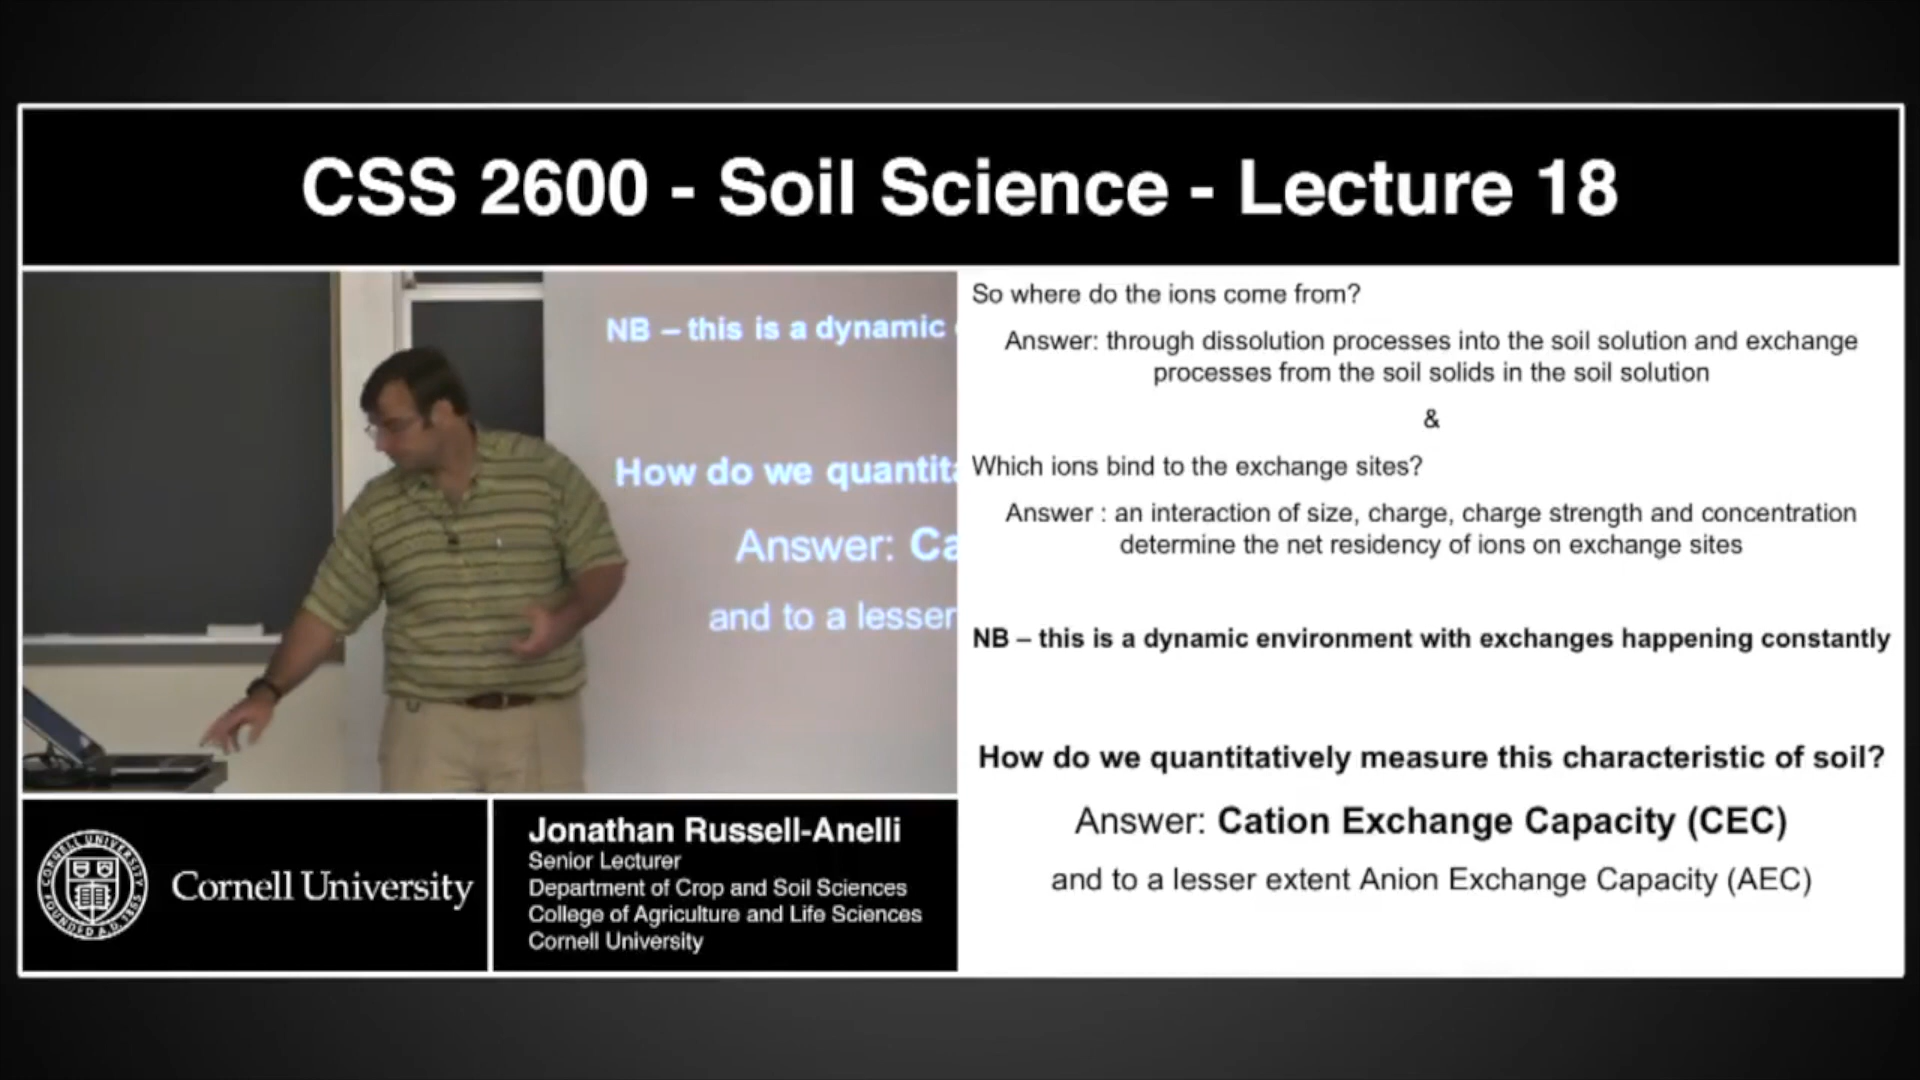 CSS 2600 - Soil Science - Lecture 18
NB – this is a dynamic
How do we quantita
Answer: Ca
and to a lesser
So where do the ions come from?
Answer: through dissolution processes into the soil solution and exchange
processes from the soil solids in the soil solution
&
Which ions bind to the exchange sites?
Answer : an interaction of size, charge, charge strength and concentration
determine the net residency of ions on exchange sites
NB – this is a dynamic environment with exchanges happening constantly
How do we quantitatively measure this characteristic of soil?
Answer: Cation Exchange Capacity (CEC)
and to a lesser extent Anion Exchange Capacity (AEC)
CORNELL UNIVERSITY
FOUNDED A.D. 1865
Cornell University
Jonathan Russell-Anelli
Senior Lecturer
Department of Crop and Soil Sciences
College of Agriculture and Life Sciences
Cornell University